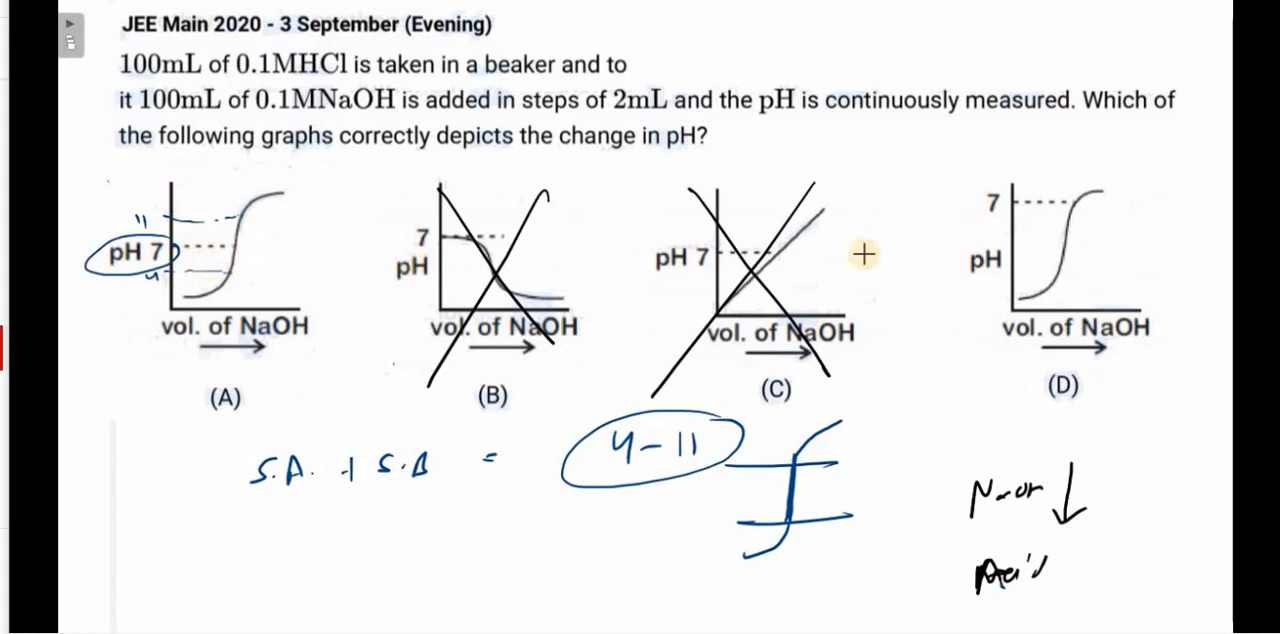 JEE Main 2020 - 3 September (Evening)
100mL of 0.1MHCl is taken in a beaker and to
it 100mL of 0.1MNaOH is added in steps of 2mL and the pH is continuously measured. Which of
the following graphs correctly depicts the change in pH?
11
pH 7
4
vol. of NaOH
(A)
7
pH
vol. of NaOH
(B)
pH 7
vol. of NaOH
(C)
7
pH
vol. of NaOH
(D)
S.A. + S.B = 4-11